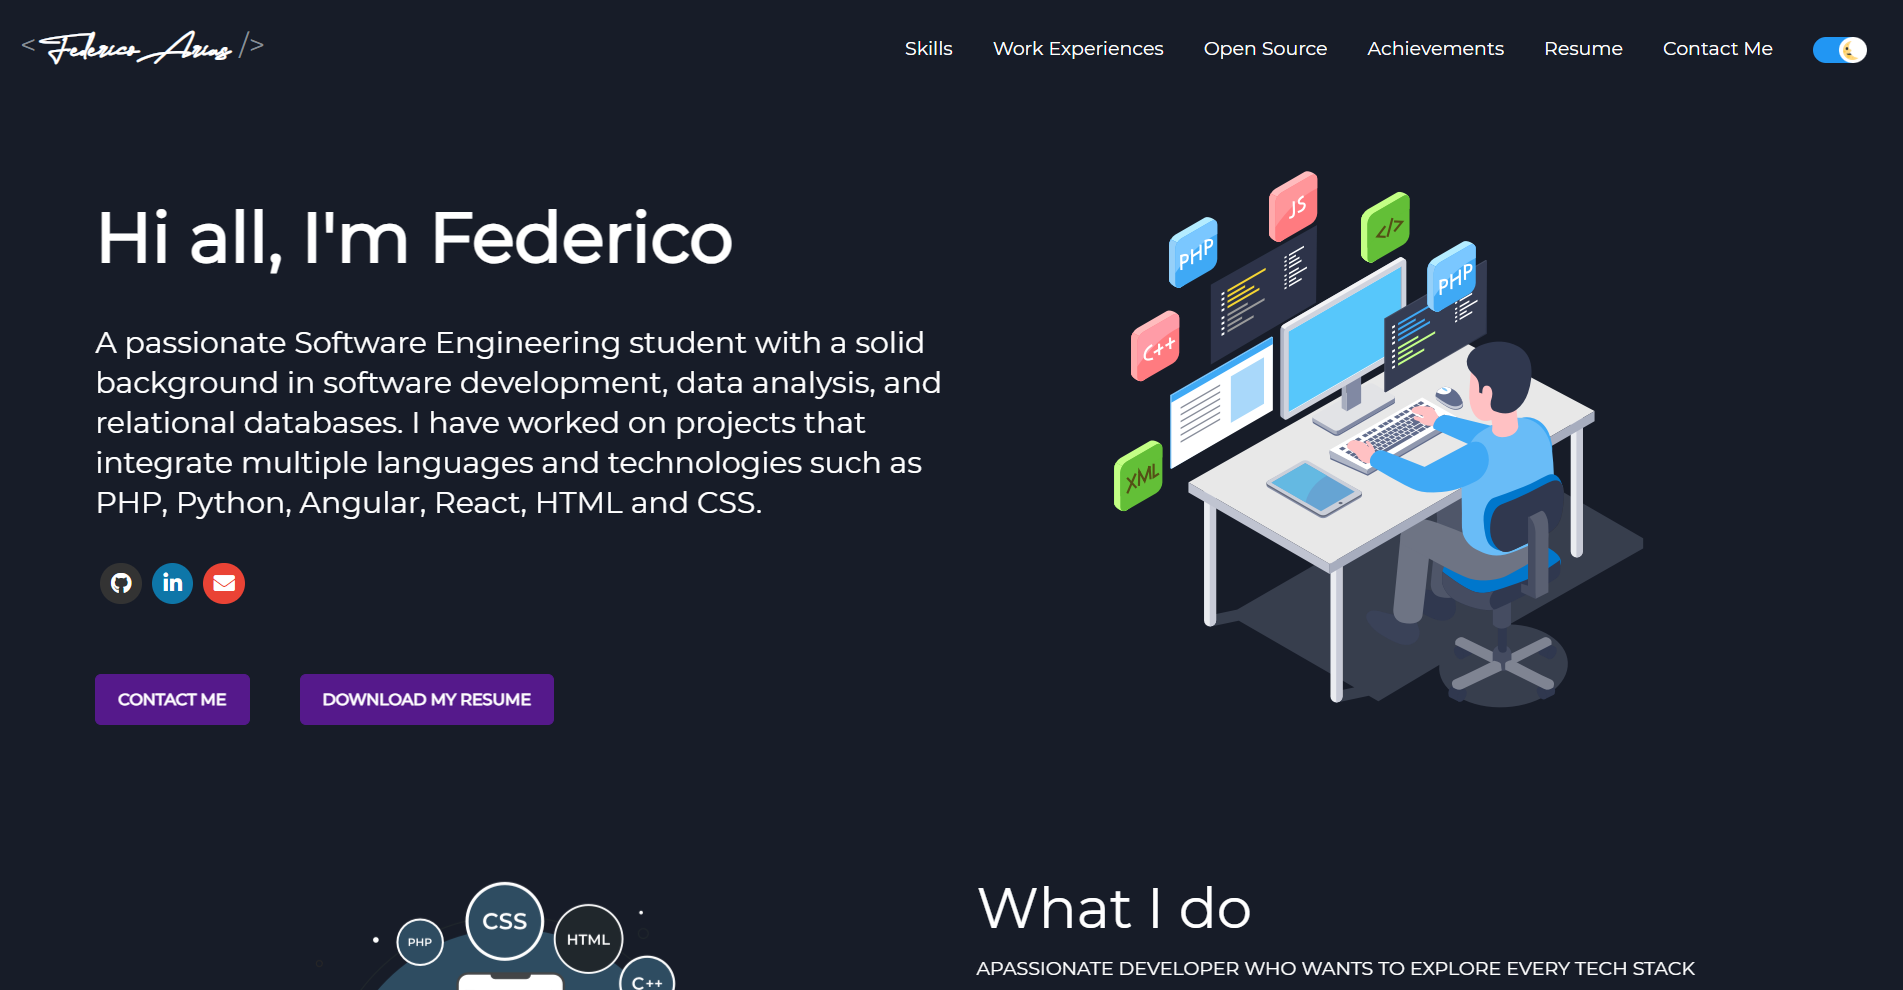 < Federico Arias />
Skills
Work Experiences
Open Source
Achievements
Resume
Contact Me
Hi all, I'm Federico
A passionate Software Engineering student with a solid
background in software development, data analysis, and
relational databases. I have worked on projects that
integrate multiple languages and technologies such as
PHP, Python, Angular, React, HTML and CSS.
CONTACT ME
DOWNLOAD MY RESUME
JS
</>
PHP
PHP
C++
XML
CSS
PHP
HTML
C++
What I do
APASSIONATE DEVELOPER WHO WANTS TO EXPLORE EVERY TECH STACK